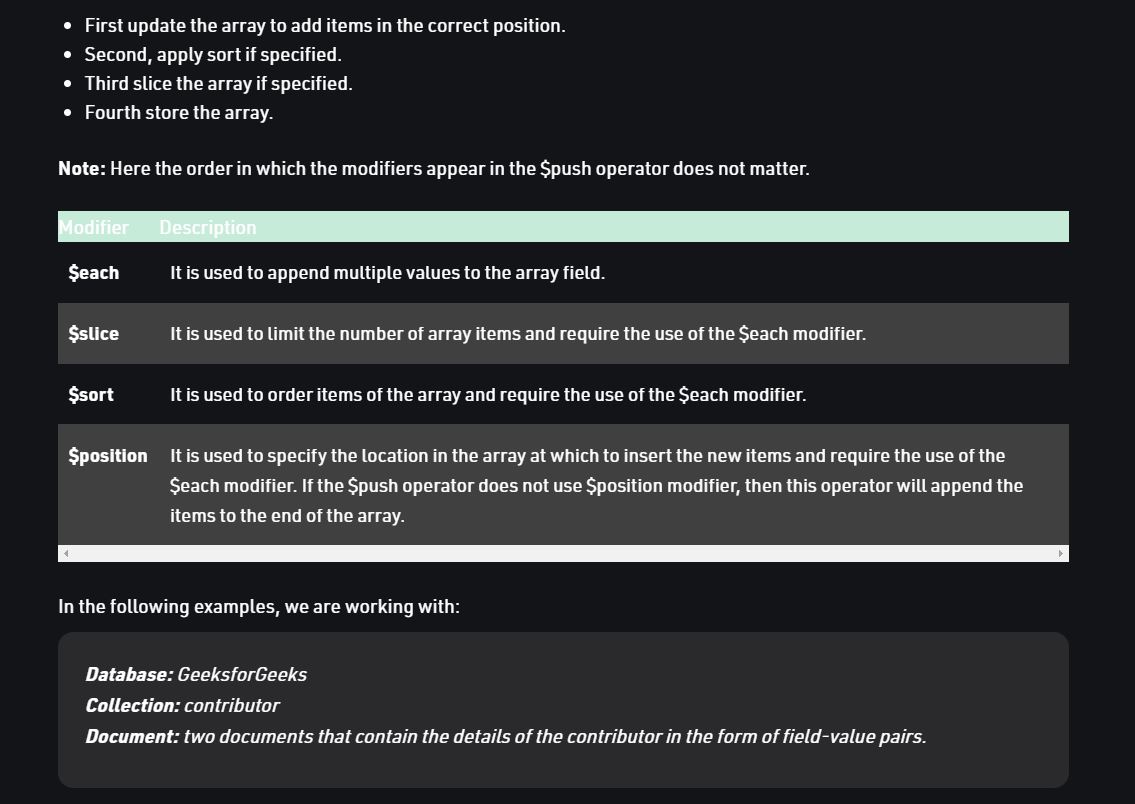 First update the array to add items in the correct position.
Second, apply sort if specified.
Third slice the array if specified.
Fourth store the array.
Note: Here the order in which the modifiers appear in the $push operator does not matter.
Modifier Description
$each It is used to append multiple values to the array field.
$slice It is used to limit the number of array items and require the use of the $each modifier.
$sort It is used to order items of the array and require the use of the $each modifier.
$position It is used to specify the location in the array at which to insert the new items and require the use of the
$each modifier. If the $push operator does not use $position modifier, then this operator will append the
items to the end of the array.
In the following examples, we are working with:
Database: GeeksforGeeks
Collection: contributor
Document: two documents that contain the details of the contributor in the form of field-value pairs.